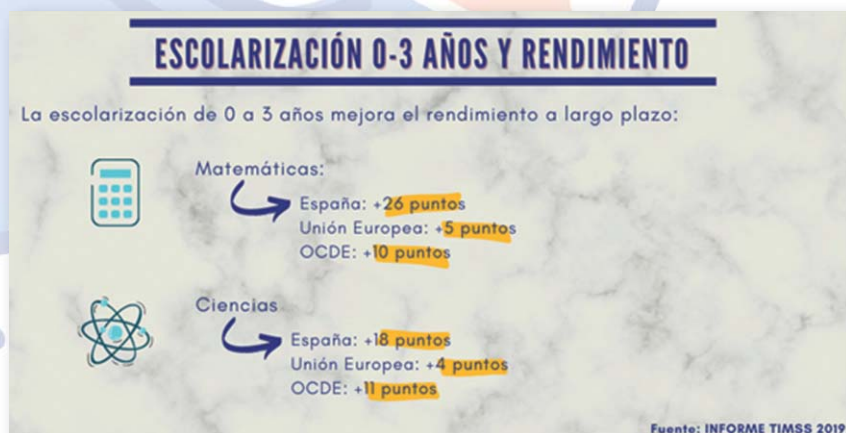 ESCOLARIZACIÓN 0-3 AÑOS Y RENDIMIENTO
La escolarización de 0 a 3 años mejora el rendimiento a largo plazo:
Matemáticas:
España: +26 puntos
Unión Europea: +5 puntos
OCDE: +10 puntos
Ciencias
España: +18 puntos
Unión Europea: +4 puntos
OCDE: +11 puntos
Fuente: INFORME TIMSS 2019